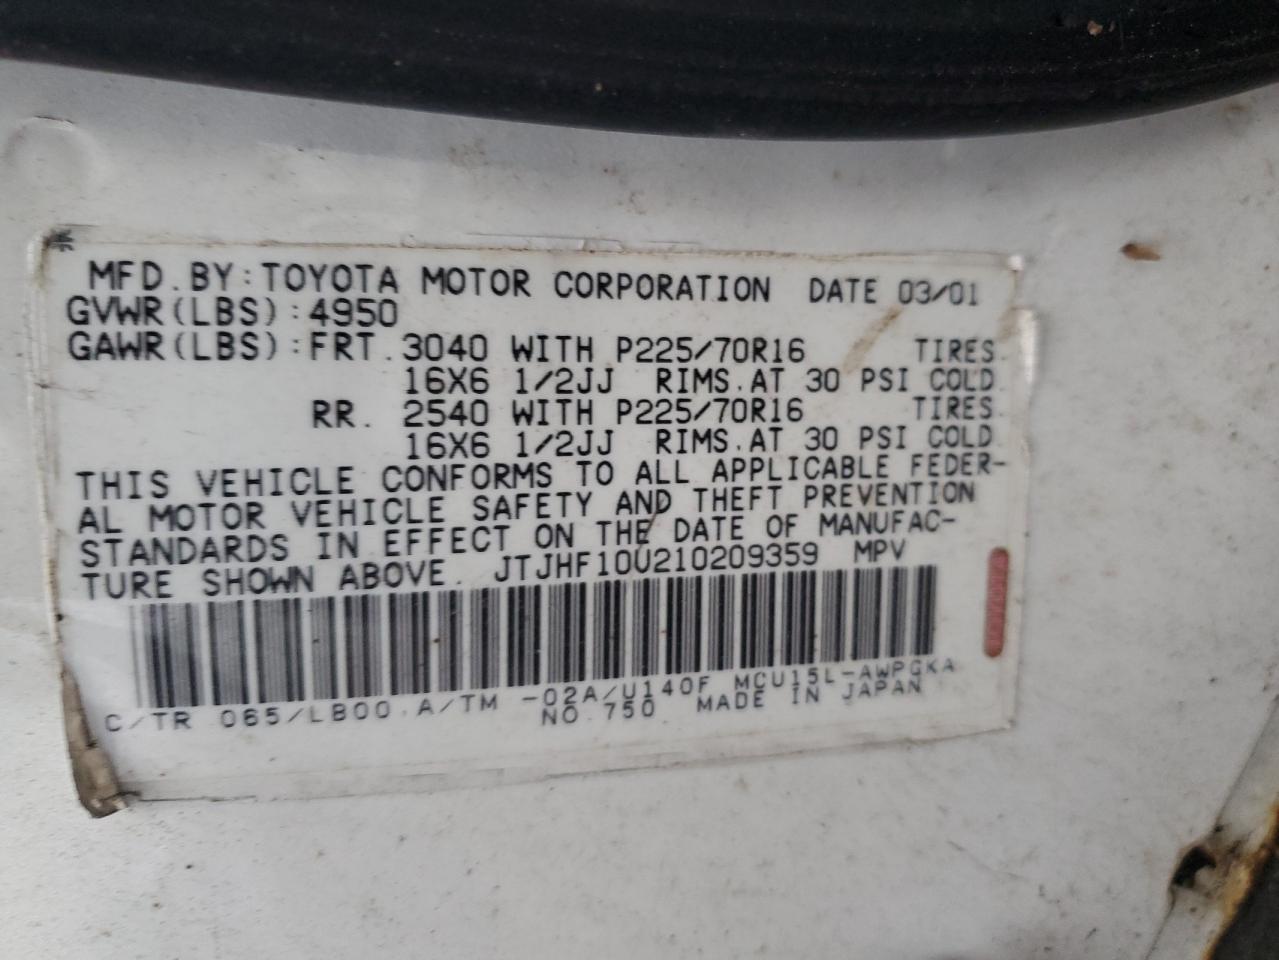 MFD. BY: TOYOTA MOTOR CORPORATION DATE 03/01
GVWR(LBS): 4950
GAWR(LBS): FRT. 3040 WITH P225/70R16 TIRES.
16X6 1/2JJ RIMS. AT 30 PSI COLD.
RR. 2540 WITH P225/70R16 TIRES.
16X6 1/2JJ RIMS. AT 30 PSI COLD.
THIS VEHICLE CONFORMS TO ALL APPLICABLE FEDER-
AL MOTOR VEHICLE SAFETY AND THEFT PREVENTION
STANDARDS IN EFFECT ON THE DATE OF MANUFAC-
TURE SHOWN ABOVE. JTJHF10U210209359 MPV
C/TR 065/LB00. A/TM -02A/U140F MCU15L-AWPGKA
NO. 750. MADE IN JAPAN